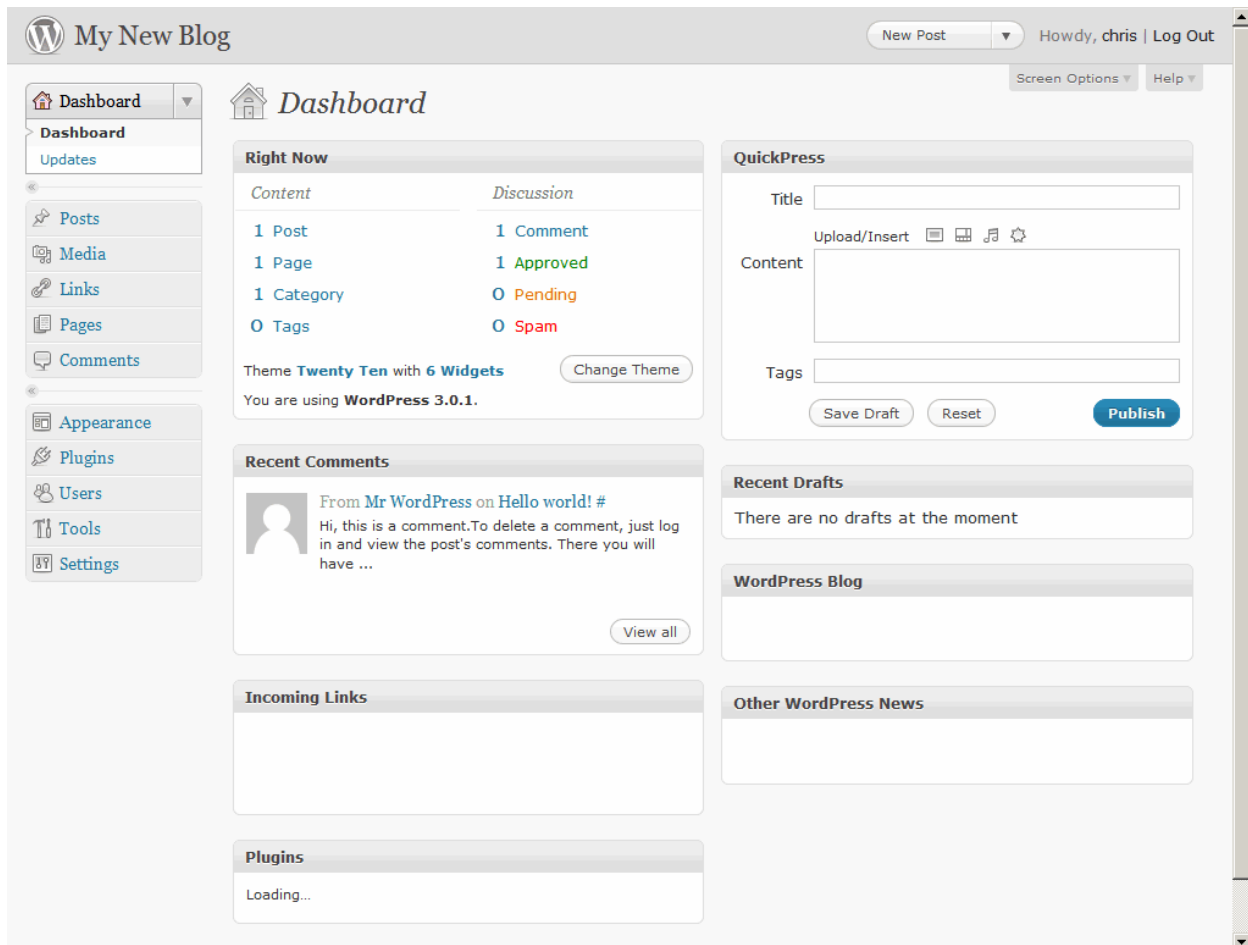 My New Blog
New Post
Howdy, chris | Log Out
Screen Options
Help
Dashboard
Dashboard
Updates
Posts
Media
Links
Pages
Comments
Appearance
Plugins
Users
Tools
Settings
Dashboard
Right Now
Content
Discussion
1 Post
1 Comment
1 Page
1 Approved
1 Category
0 Pending
0 Tags
0 Spam
Theme Twenty Ten with 6 Widgets
Change Theme
You are using WordPress 3.0.1.
Recent Comments
From Mr WordPress on Hello world! #
Hi, this is a comment.To delete a comment, just log
in and view the post's comments. There you will
have ...
View all
Incoming Links
Plugins
Loading...
QuickPress
Title
Upload/Insert
Content
Tags
Save Draft
Reset
Publish
Recent Drafts
There are no drafts at the moment
WordPress Blog
Other WordPress News